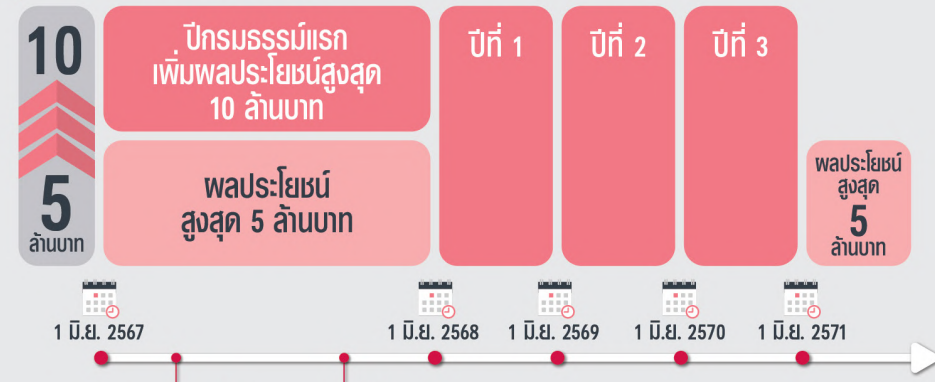 10
5
ล้านบาท
ปีกรมธรรม์แรก
เพิ่มผลประโยชน์สูงสุด
10 ล้านบาท
ผลประโยชน์
สูงสุด 5 ล้านบาท
ปีที่ 1
ปีที่ 2
ปีที่ 3
ผลประโยชน์
สูงสุด
5
ล้านบาท
1 มิ.ย. 2567
1 มิ.ย. 2568
1 มิ.ย. 2569
1 มิ.ย. 2570
1 มิ.ย. 2571